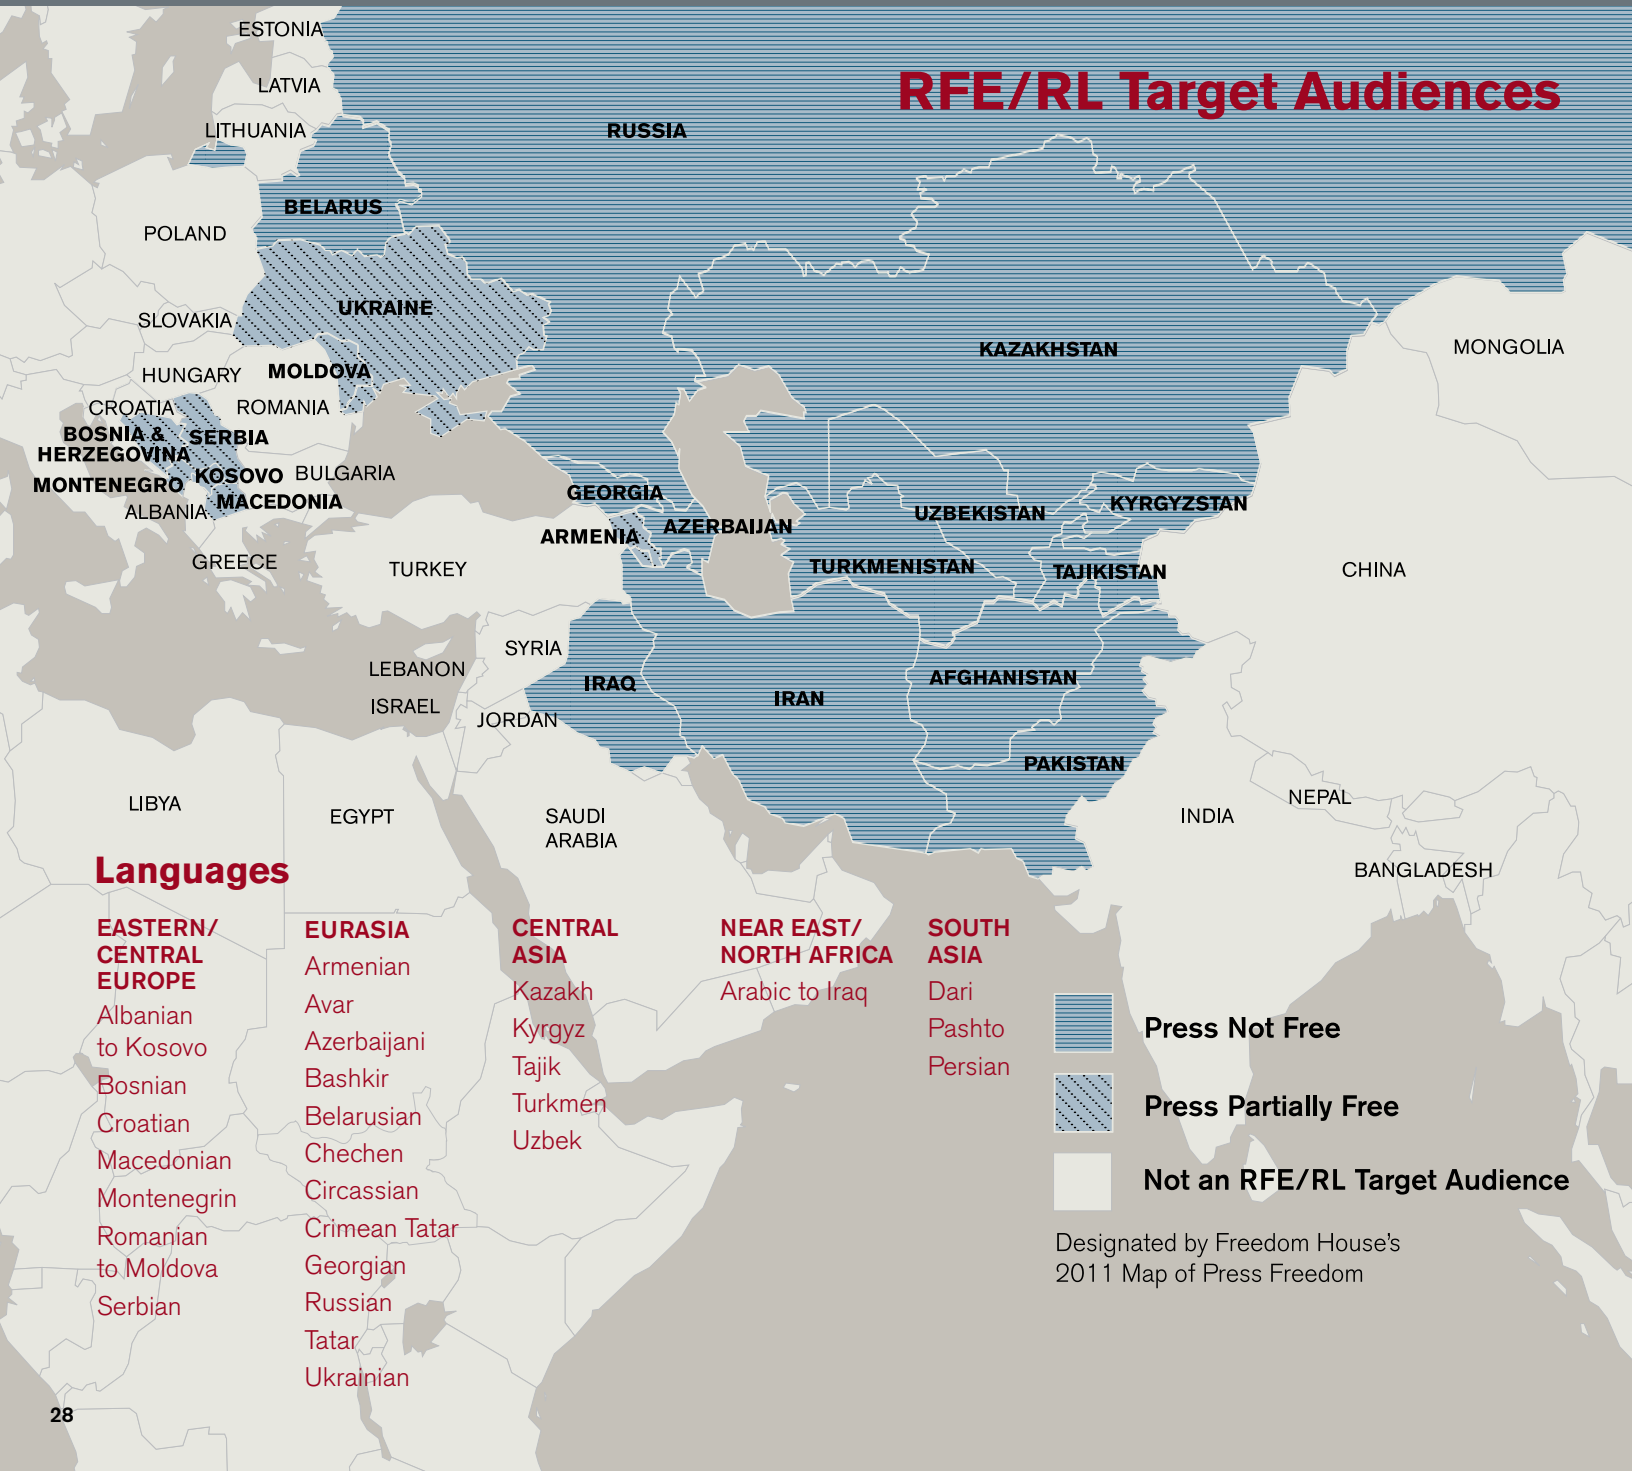 ESTONIA
RFE/RL Target Audiences
LATVIA
LITHUANIA
RUSSIA
BELARUS
POLAND
UKRAINE
SLOVAKIA
KAZAKHSTAN
MONGOLIA
HUNGARY
MOLDOVA
CROATIA
ROMANIA
BOSNIA &
HERZEGOVINA
SERBIA
KOSOVO
BULGARIA
MONTENEGRO
MACEDONIA
ALBANIA
GEORGIA
ARMENIA
AZERBAIJAN
UZBEKISTAN
KYRGYZSTAN
GREECE
TURKEY
TURKMENISTAN
TAJIKISTAN
CHINA
SYRIA
LEBANON
IRAQ
IRAN
AFGHANISTAN
ISRAEL
JORDAN
PAKISTAN
LIBYA
EGYPT
SAUDI
ARABIA
INDIA
NEPAL
BANGLADESH
Languages
EASTERN/
CENTRAL
EUROPE
Albanian
to Kosovo
Bosnian
Croatian
Macedonian
Montenegrin
Romanian
to Moldova
Serbian
EURASIA
Armenian
Avar
Azerbaijani
Bashkir
Belarusian
Chechen
Circassian
Crimean Tatar
Georgian
Russian
Tatar
Ukrainian
CENTRAL
ASIA
Kazakh
Kyrgyz
Tajik
Turkmen
Uzbek
NEAR EAST/
NORTH AFRICA
Arabic to Iraq
SOUTH
ASIA
Dari
Pashto
Persian
Press Not Free
Press Partially Free
Not an RFE/RL Target Audience
Designated by Freedom House’s
2011 Map of Press Freedom
28